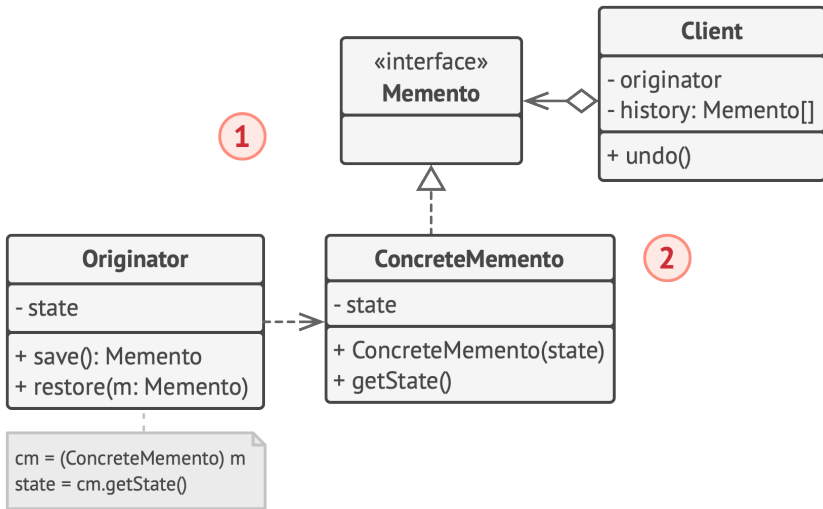 Client
- originator
- history: Memento[]
+ undo()
«interface»
Memento
1
Originator
- state
+ save(): Memento
+ restore(m: Memento)
cm = (ConcreteMemento) m
state = cm.getState()
ConcreteMemento
- state
+ ConcreteMemento(state)
+ getState()
2